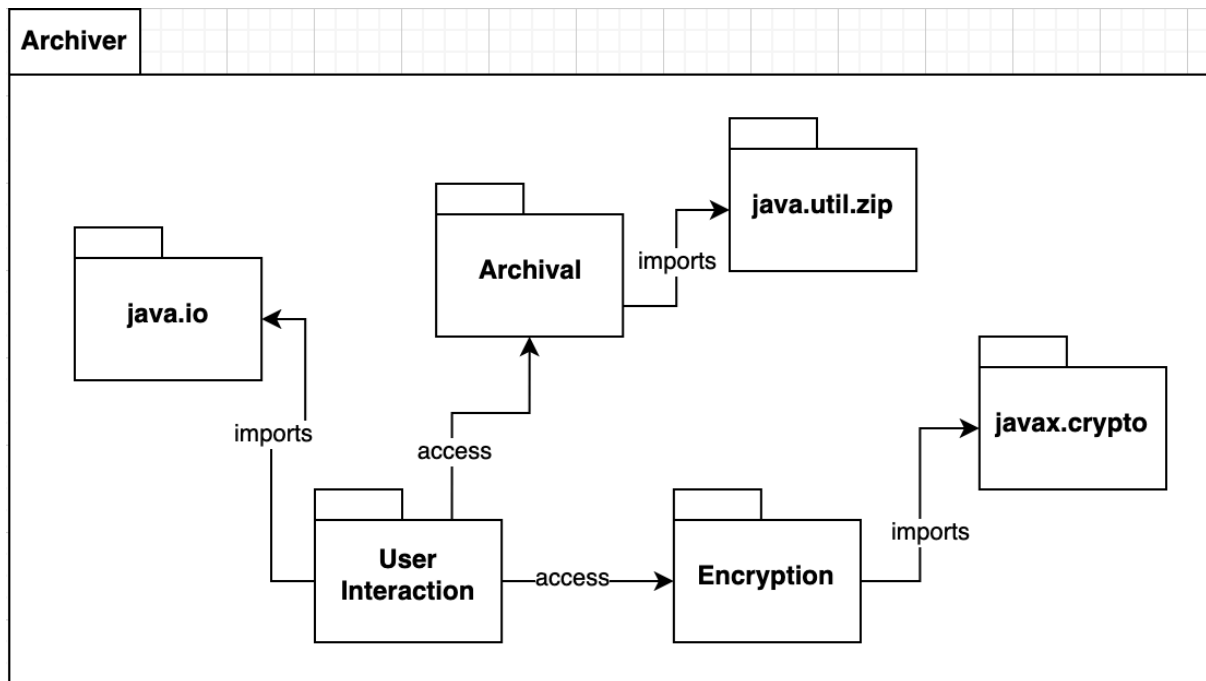 Archiver
java.util.zip
Archival
imports
java.io
javax.crypto
imports
access
imports
User
Interaction
access
Encryption